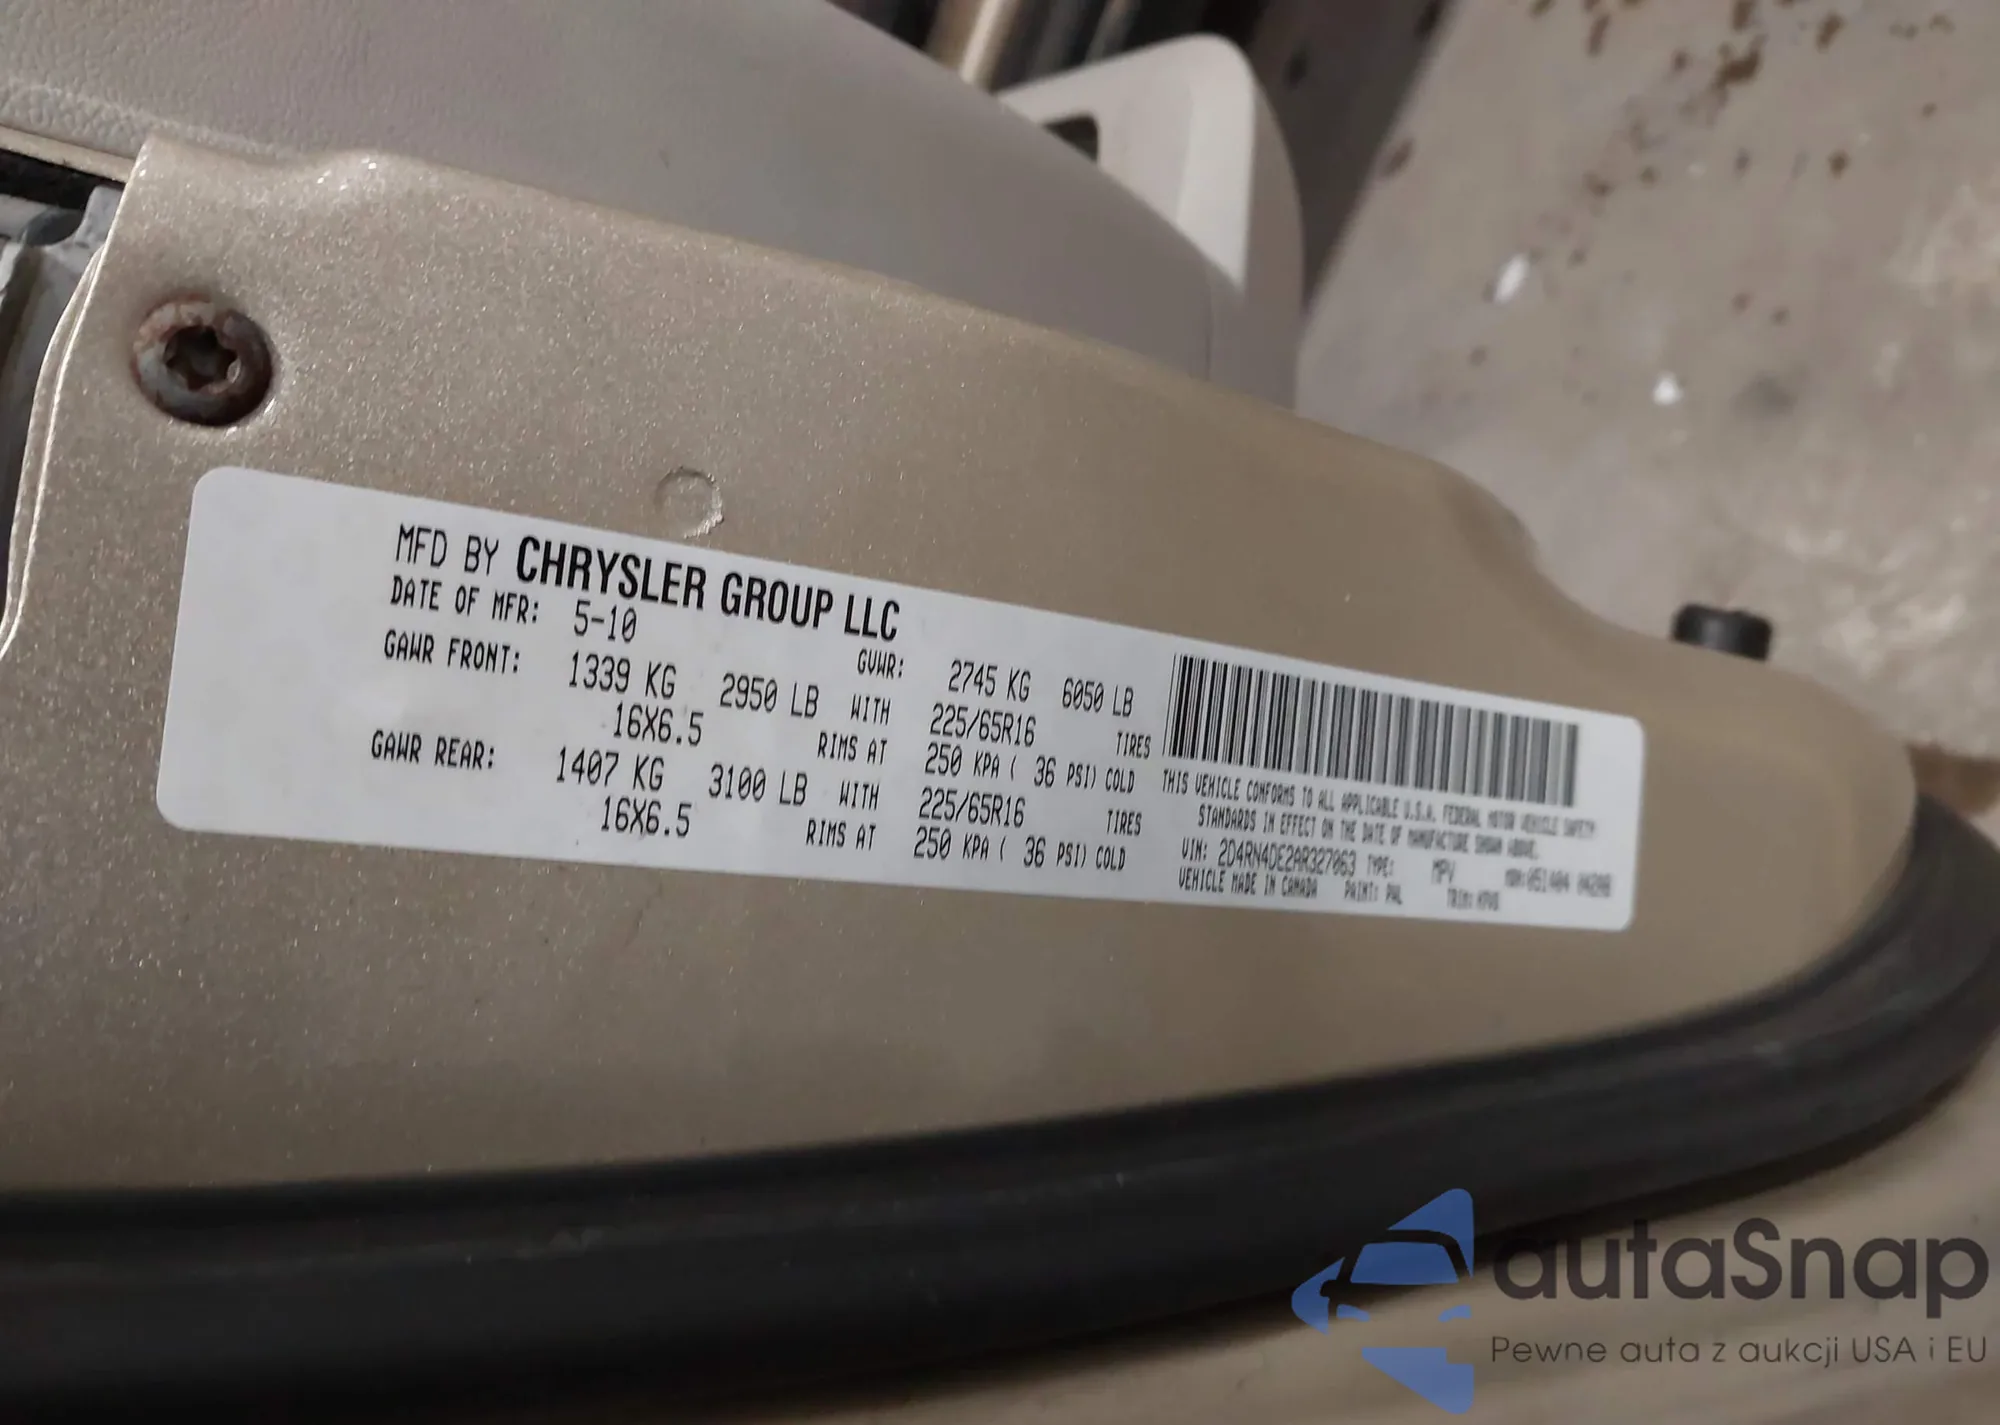 MFD BY CHRYSLER GROUP LLC
DATE OF MFR: 5-10 GVWR: 2745 KG 6050 LB
GAWR FRONT: 1339 KG 2950 LB WITH 225/65R16 TIRES
16X6.5 RIMS AT 250 KPA ( 36 PSI) COLD
GAWR REAR: 1407 KG 3100 LB WITH 225/65R16 TIRES
16X6.5 RIMS AT 250 KPA ( 36 PSI) COLD
THIS VEHICLE CONFORMS TO ALL APPLICABLE U.S.A. FEDERAL MOTOR VEHICLE SAFETY
STANDARDS IN EFFECT ON THE DATE OF MANUFACTURE SHOWN ABOVE.
VIN: 2D4RN4DE2AR327063 TYPE: MPV
VEHICLE MADE IN CANADA PAINT: PAL TRIM:
autaSnap
Pewne auta z aukcji USA i EU